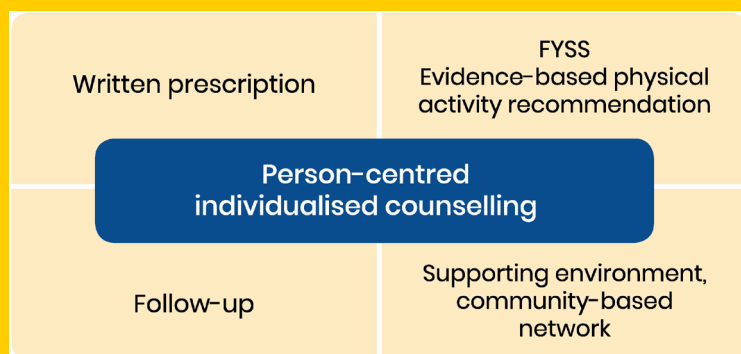 Written prescription
FYSS
Evidence-based physical
activity recommendation
Person-centred
individualised counselling
Follow-up
Supporting environment,
community-based
network